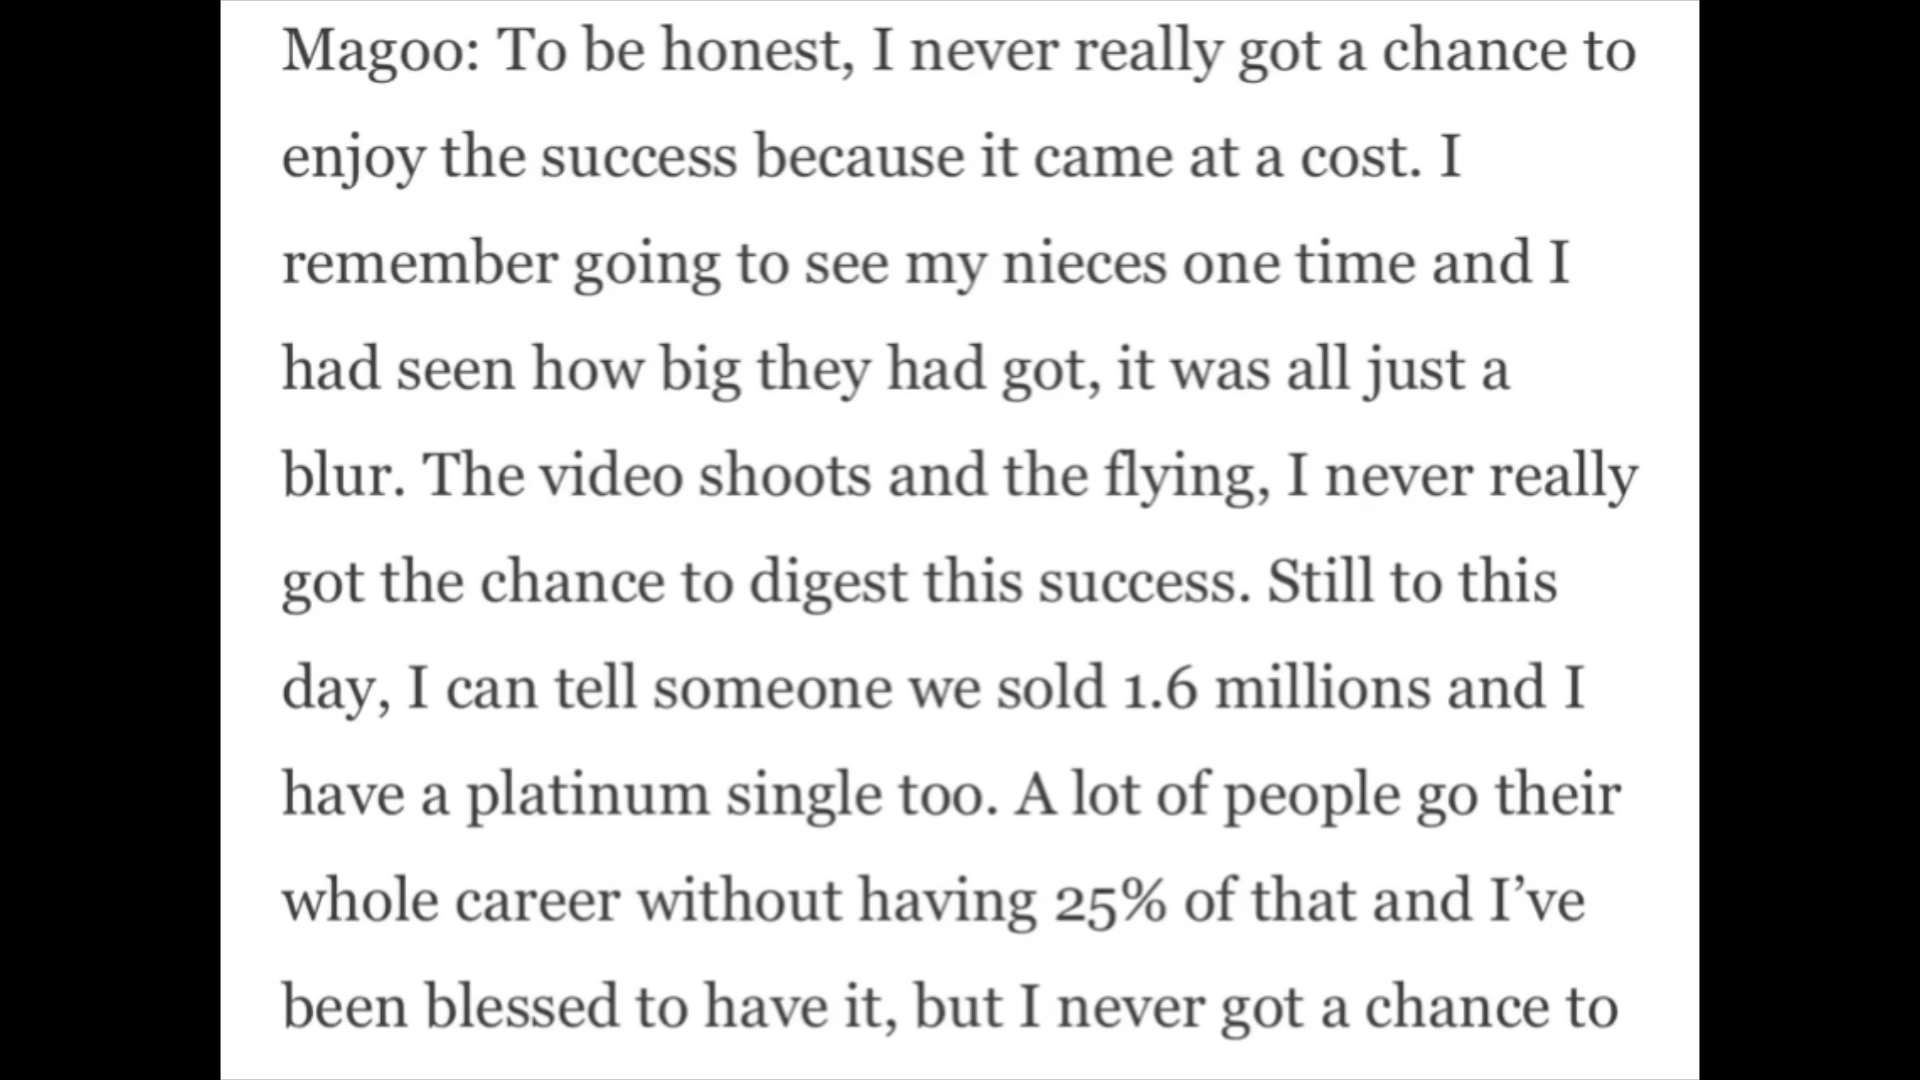 Magoo: To be honest, I never really got a chance to
enjoy the success because it came at a cost. I
remember going to see my nieces one time and I
had seen how big they had got, it was all just a
blur. The video shoots and the flying, I never really
got the chance to digest this success. Still to this
day, I can tell someone we sold 1.6 millions and I
have a platinum single too. A lot of people go their
whole career without having 25% of that and I’ve
been blessed to have it, but I never got a chance to